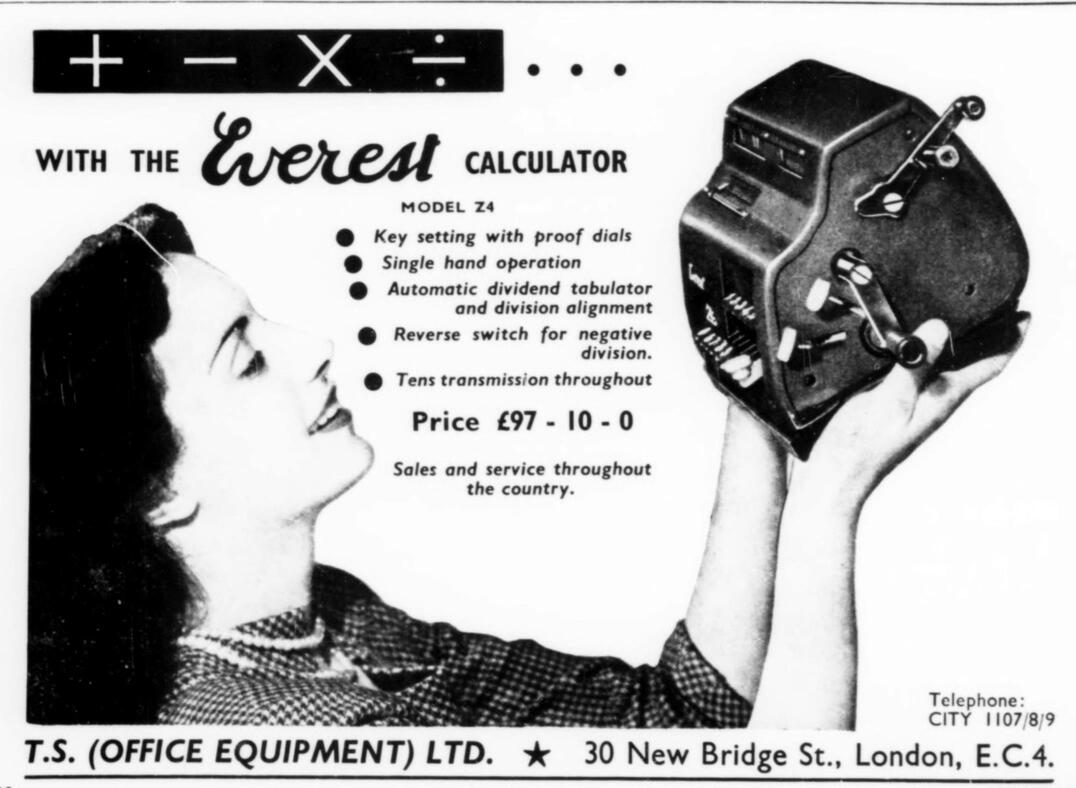 + − × ÷ . . .
WITH THE Everest CALCULATOR
MODEL Z4
● Key setting with proof dials
● Single hand operation
● Automatic dividend tabulator
and division alignment
● Reverse switch for negative
division.
● Tens transmission throughout
Price £97 - 10 - 0
Sales and service throughout
the country.
Telephone:
CITY 1107/8/9
T.S. (OFFICE EQUIPMENT) LTD. ★ 30 New Bridge St., London, E.C.4.